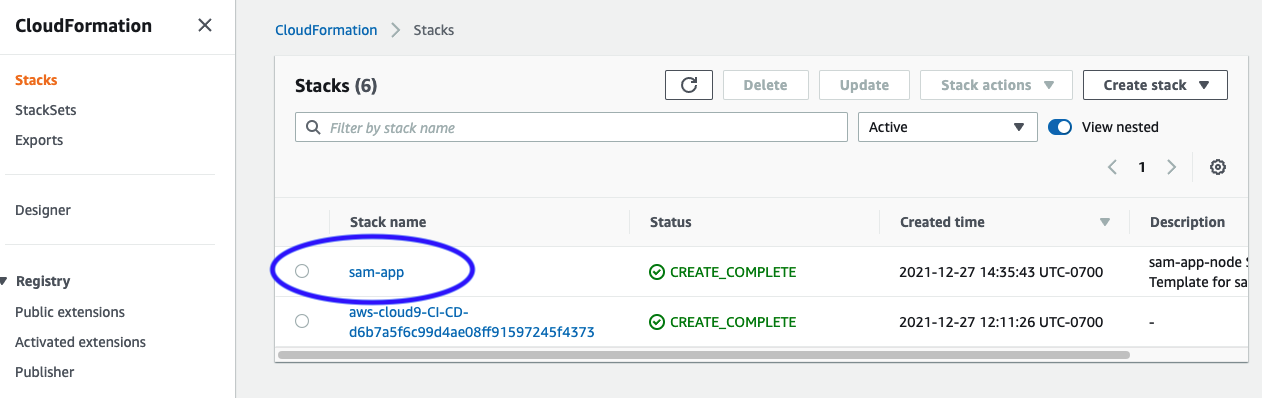 CloudFormation
Stacks
StackSets
Exports
Designer
Registry
Public extensions
Activated extensions
Publisher
CloudFormation Stacks
Stacks (6)
Delete
Update
Stack actions
Create stack
Filter by stack name
Active
View nested
1
Stack name Status Created time Description
sam-app CREATE_COMPLETE 2021-12-27 14:35:43 UTC-0700 sam-app-node
Template for sa
aws-cloud9-CI-CD-
d6b7a5f6c99d4ae08ff91597245f4373 CREATE_COMPLETE 2021-12-27 12:11:26 UTC-0700 -